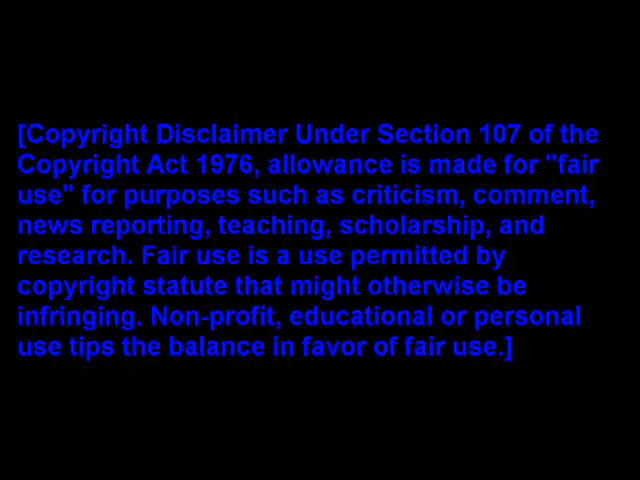 [Copyright Disclaimer Under Section 107 of the
Copyright Act 1976, allowance is made for "fair
use" for purposes such as criticism, comment,
news reporting, teaching, scholarship, and
research. Fair use is a use permitted by
copyright statute that might otherwise be
infringing. Non-profit, educational or personal
use tips the balance in favor of fair use.]